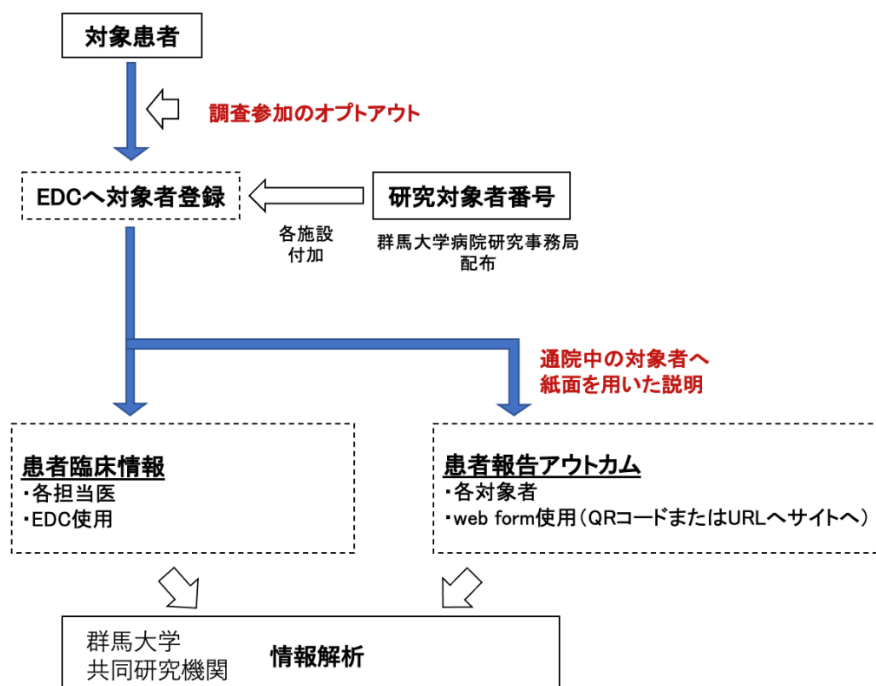 対象患者
調査参加のオプトアウト
EDCへ対象者登録
研究対象者番号
各施設
付加
群馬大学病院研究事務局
配布
通院中の対象者へ
紙面を用いた説明
患者臨床情報
・各担当医
・EDC使用
患者報告アウトカム
・各対象者
・web form使用（QRコードまたはURLへサイトへ）
群馬大学
共同研究機関
情報解析